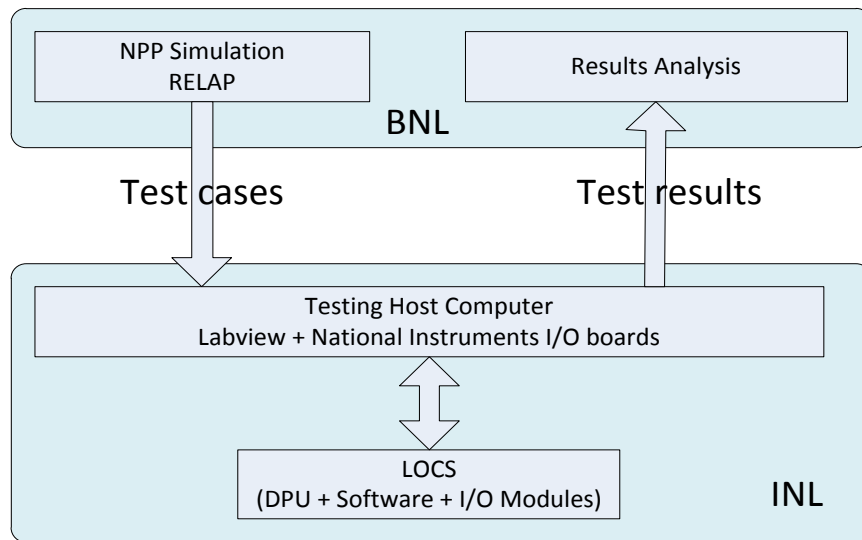 NPP Simulation
RELAP
Results Analysis
BNL
Test cases
Test results
Testing Host Computer
Labview + National Instruments I/O boards
LOCS
(DPU + Software + I/O Modules)
INL